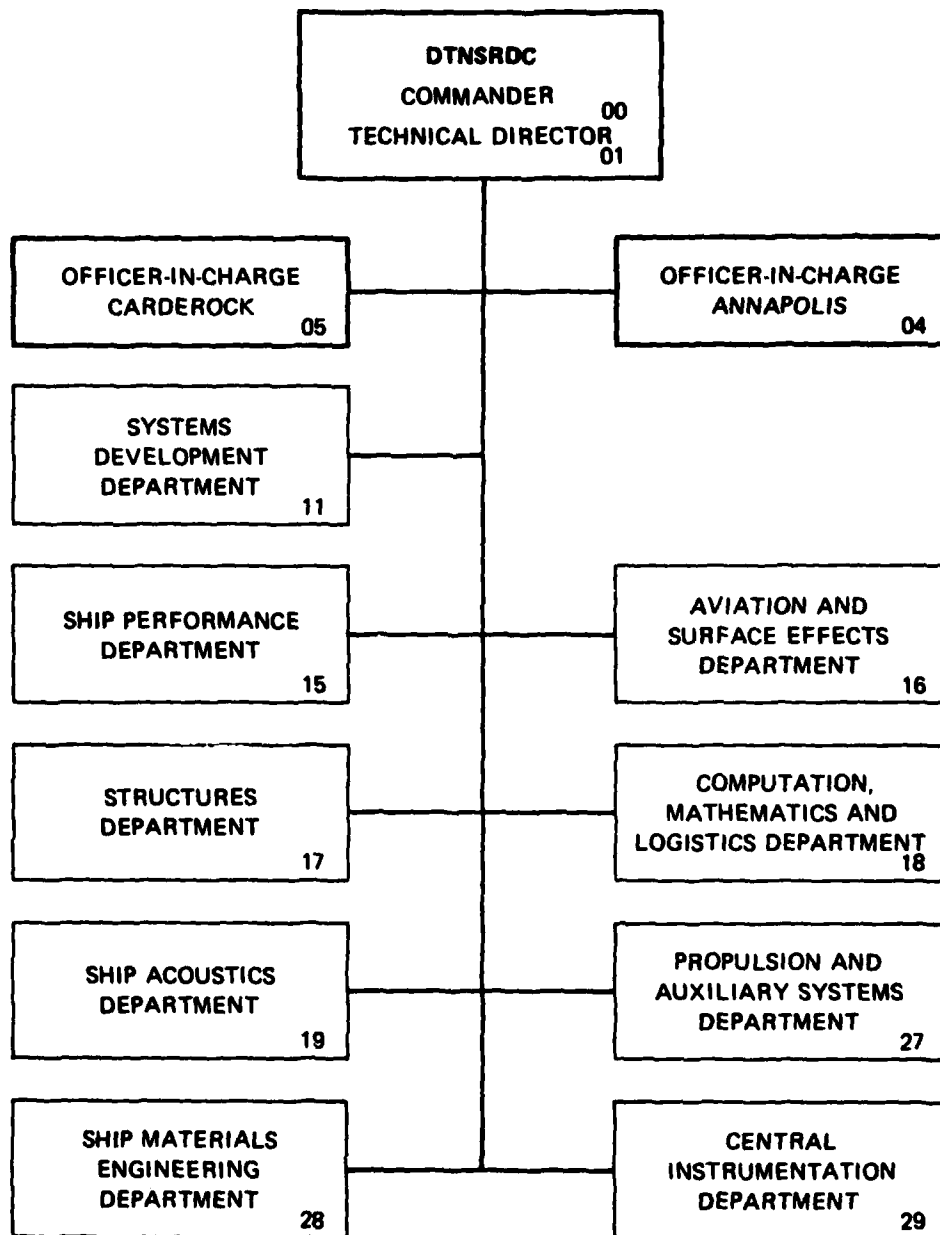 DTNSRDC
COMMANDER
00
TECHNICAL DIRECTOR
01
OFFICER-IN-CHARGE
CARDEROCK
05
OFFICER-IN-CHARGE
ANNAPOLIS
04
SYSTEMS
DEVELOPMENT
DEPARTMENT
11
SHIP PERFORMANCE
DEPARTMENT
15
AVIATION AND
SURFACE EFFECTS
DEPARTMENT
16
STRUCTURES
DEPARTMENT
17
COMPUTATION,
MATHEMATICS AND
LOGISTICS DEPARTMENT
18
SHIP ACOUSTICS
DEPARTMENT
19
PROPULSION AND
AUXILIARY SYSTEMS
DEPARTMENT
27
SHIP MATERIALS
ENGINEERING
DEPARTMENT
28
CENTRAL
INSTRUMENTATION
DEPARTMENT
29